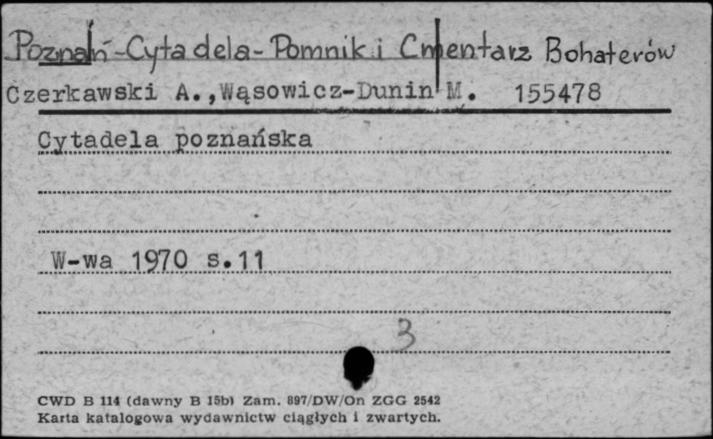 Poznań-Cytadela-Pomnik i Cmentarz Bohaterów
Czerkawski A.,Wąsowicz-Dunin M. 155478
Cytadela poznańska
W-wa 1970 s.11
3
CWD B 114 (dawny B 15b) Zam. 897/DW/On ZGG 2542
Karta katalogowa wydawnictw ciągłych i zwartych.